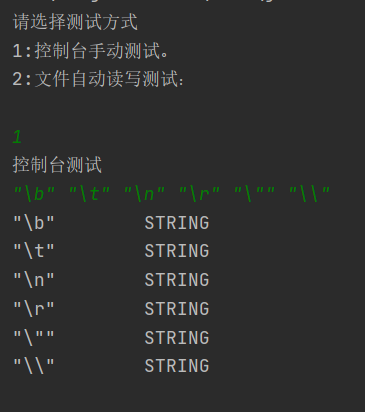 请选择测试方式
1:控制台手动测试。
2:文件自动读写测试:
1
控制台测试
"\b" "\t" "\n" "\r" "\"" "\\"
"\b" STRING
"\t" STRING
"\n" STRING
"\r" STRING
"\"" STRING
"\\" STRING